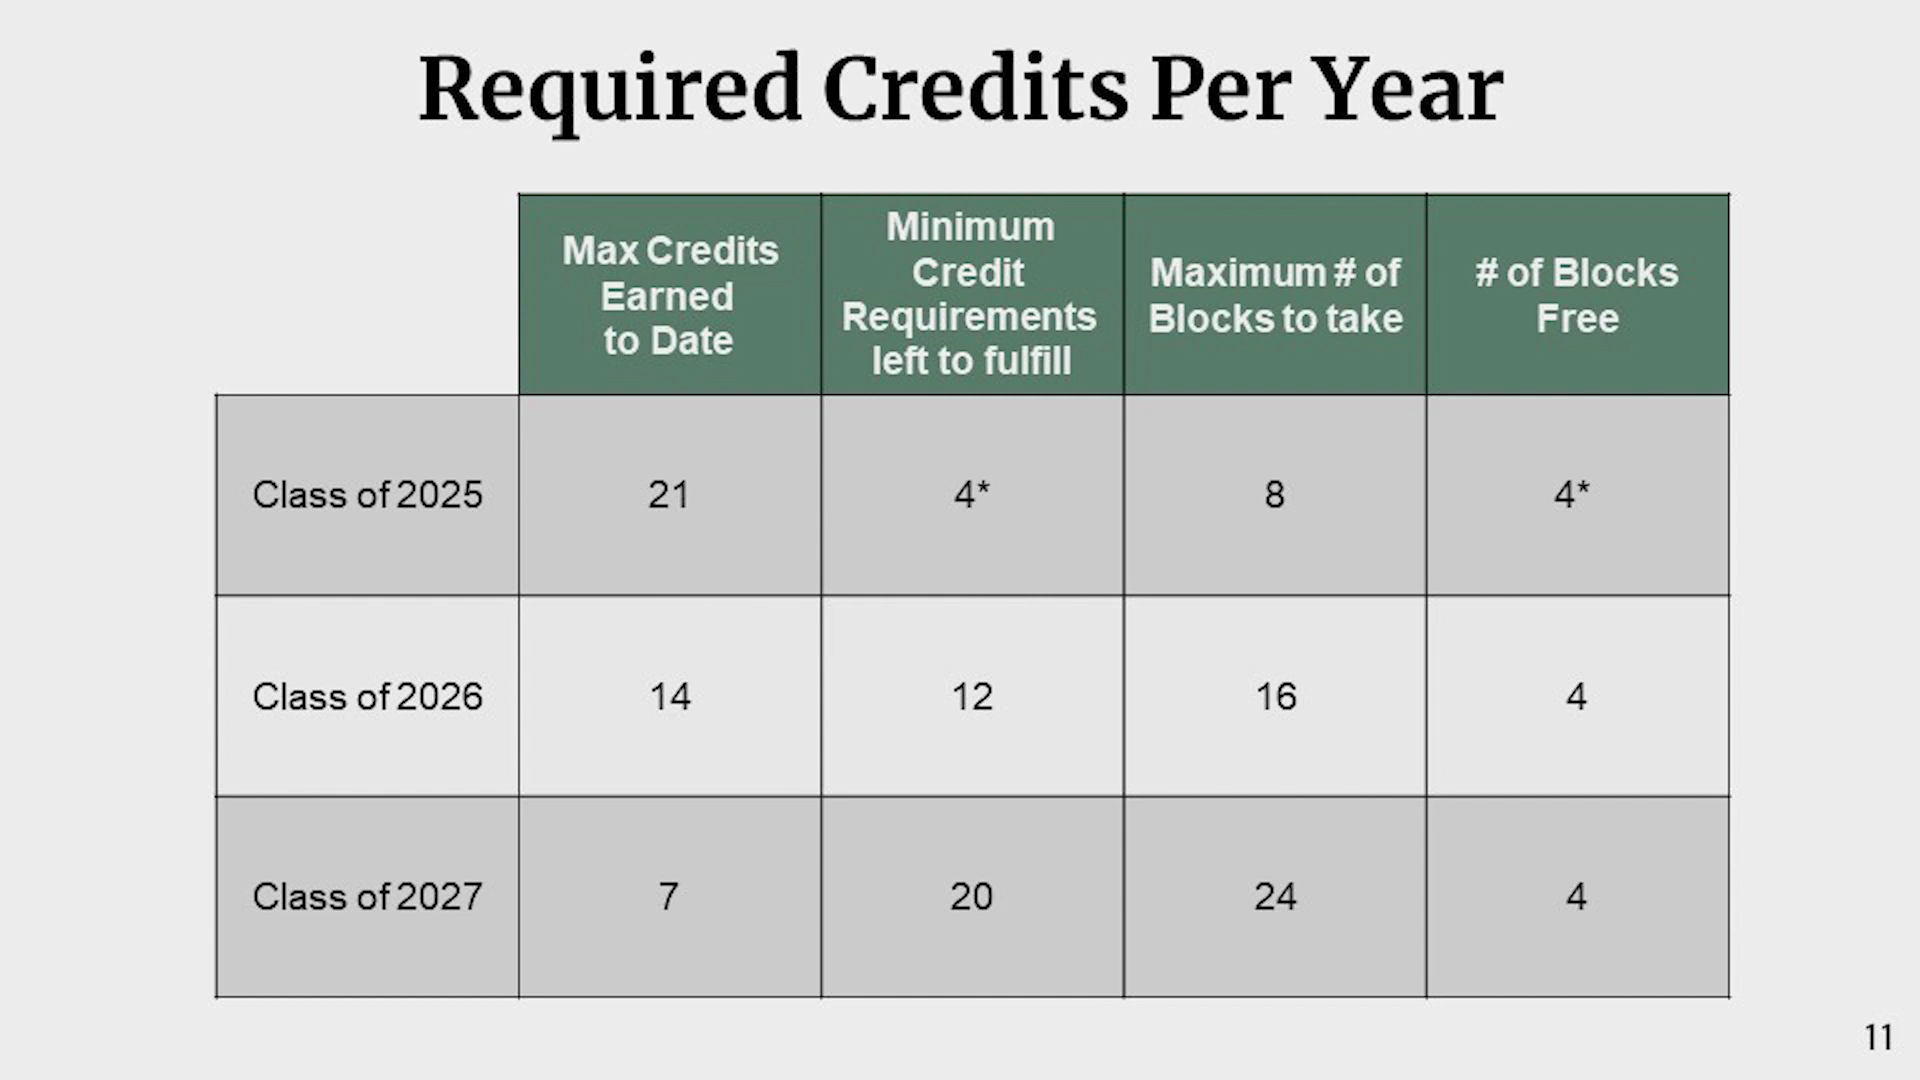 Required Credits Per Year
Max Credits
Earned
to Date
Minimum
Credit
Requirements
left to fulfill
Maximum # of
Blocks to take
# of Blocks
Free
Class of 2025
21
4*
8
4*
Class of 2026
14
12
16
4
Class of 2027
7
20
24
4
11